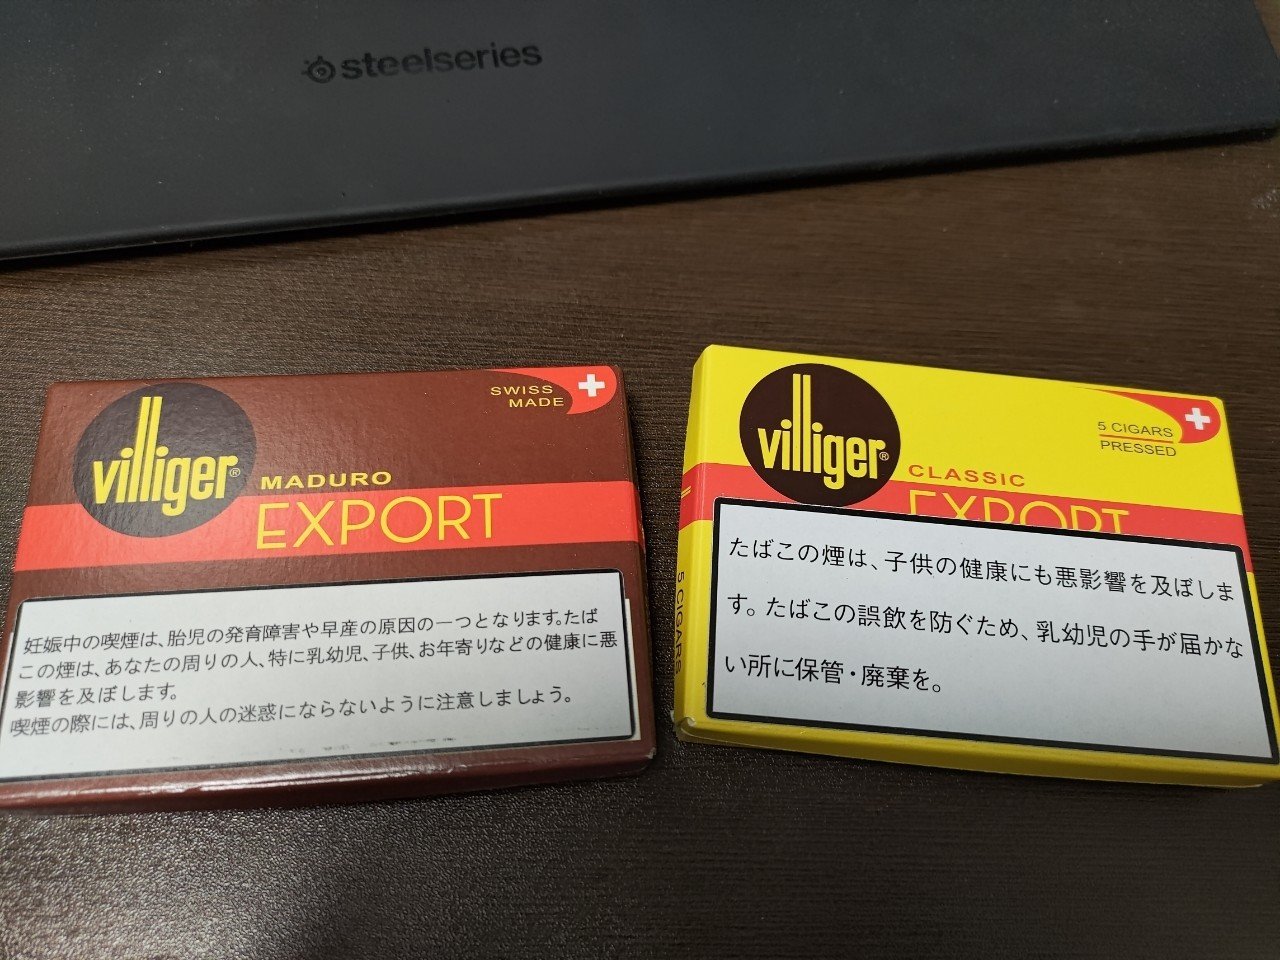 steelseries
SWISS
MADE
villiger®
MADURO
EXPORT
妊娠中の喫煙は、胎児の発育障害や早産の原因の一つとなります。たば
この煙は、あなたの周りの人、特に乳幼児、子供、お年寄りなどの健康に悪
影響を及ぼします。
喫煙の際には、周りの人の迷惑にならないように注意しましょう。
5 CIGARS
PRESSED
villiger®
CLASSIC
EXPORT
たばこの煙は、子供の健康にも悪影響を及ぼしま
す。たばこの誤飲を防ぐため、乳幼児の手が届かな
い所に保管・廃棄を。
5 CIGARS